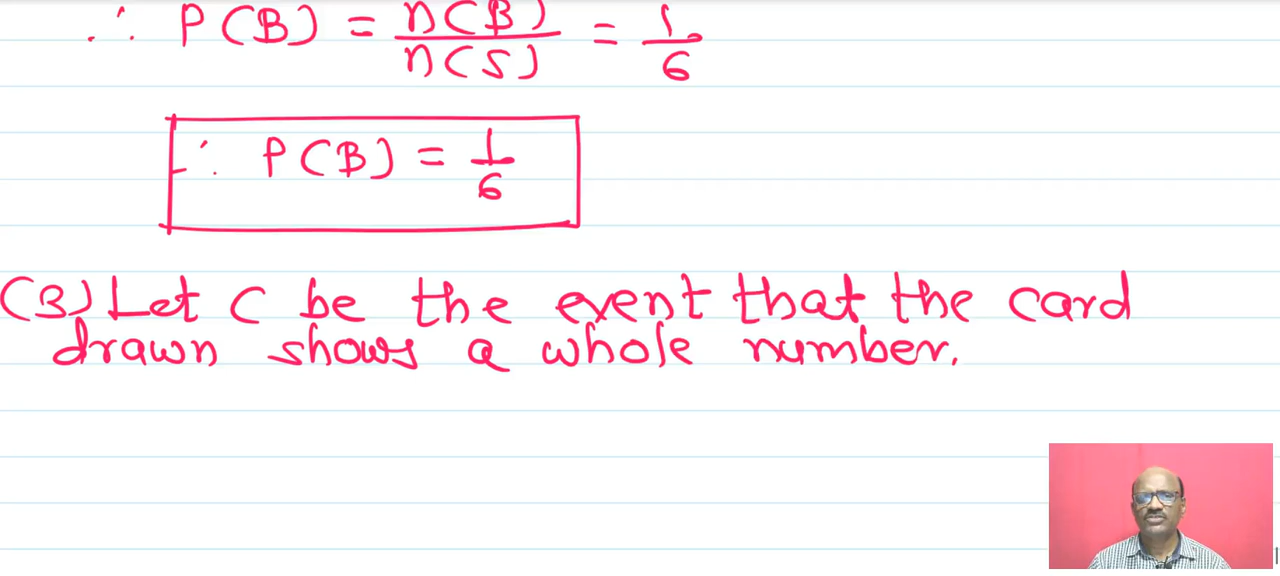 ∴ P(B) = n(B)/n(S) = 1/6
∴ P(B) = 1/6
(3) Let C be the event that the card
drawn shows a whole number.